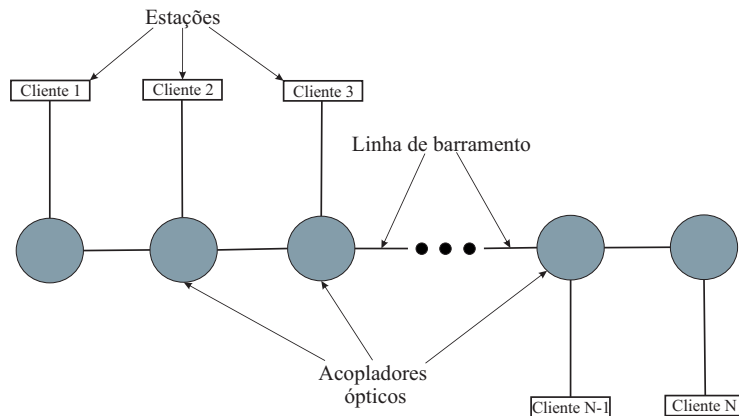 Estações
Cliente 1
Cliente 2
Cliente 3
Linha de barramento
Acopladores
ópticos
Cliente N-1
Cliente N